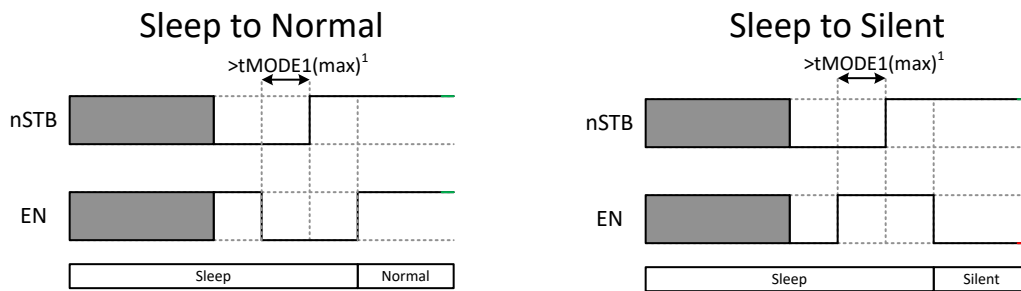 Sleep to Normal
>tMODE1(max)1
nSTB
EN
Sleep
Normal
Sleep to Silent
>tMODE1(max)1
nSTB
EN
Sleep
Silent